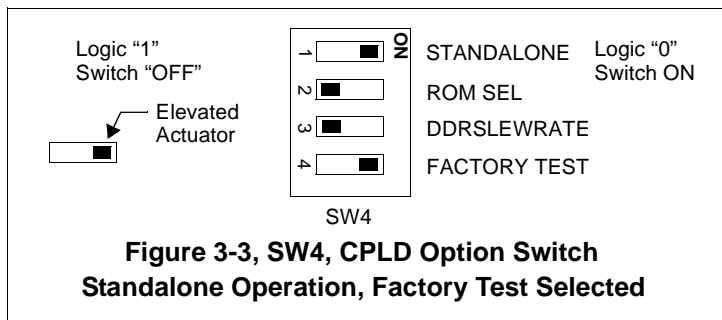 Logic “1”
Switch “OFF”
Elevated
Actuator
ON
1
STANDALONE
2
ROM SEL
3
DDRSLEWRATE
4
FACTORY TEST
Logic “0”
Switch ON
SW4
Figure 3-3, SW4, CPLD Option Switch
Standalone Operation, Factory Test Selected